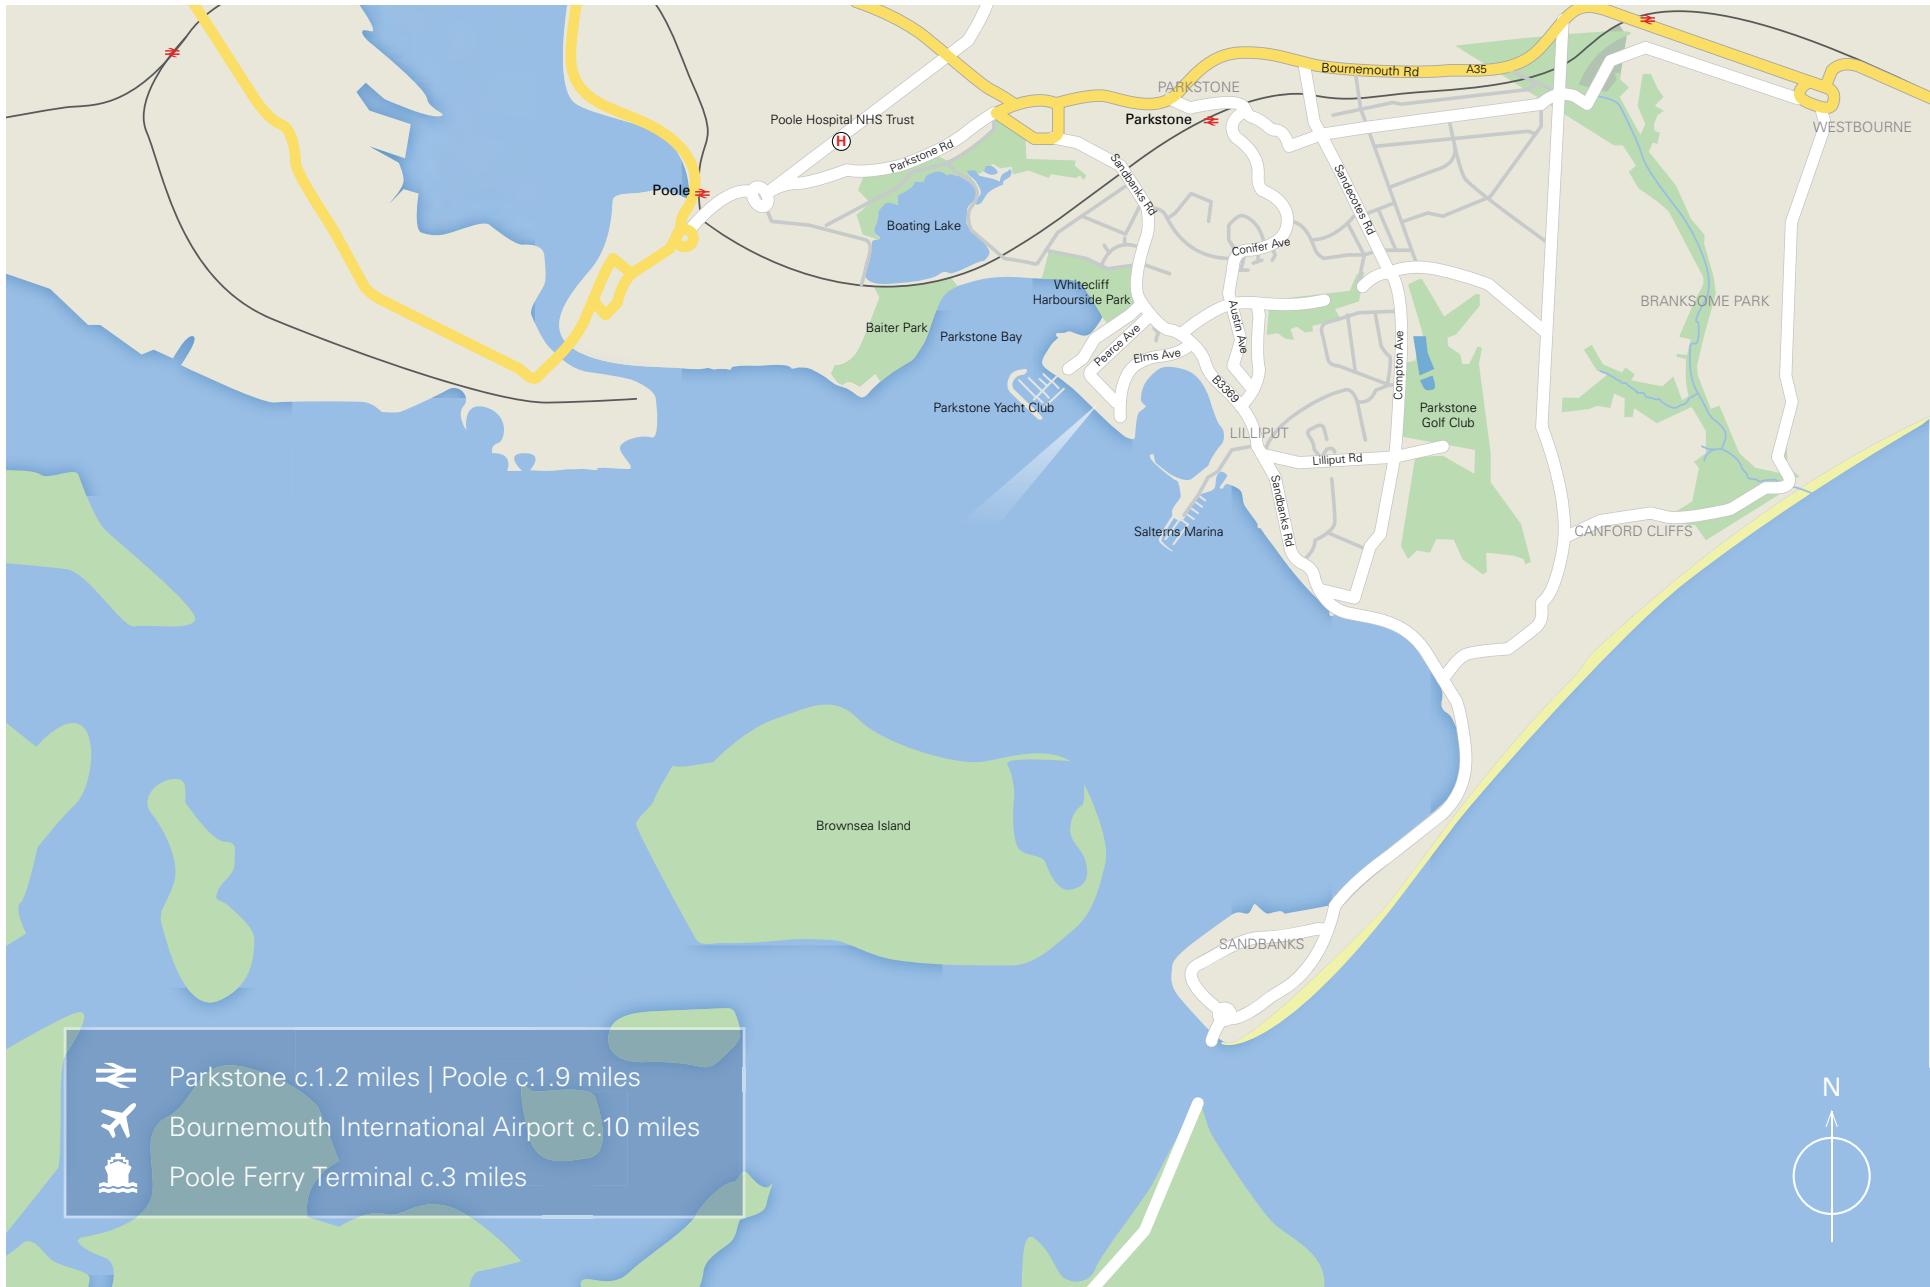 Bournemouth Rd
A35
PARKSTONE
Poole Hospital NHS Trust
H
Parkstone
WESTBOURNE
Parkstone Rd
Sandbanks Rd
Sandecotes Rd
Poole
Boating Lake
Conifer Ave
Whitecliff
Harbourside Park
BRANKSOME PARK
Baiter Park
Parkstone Bay
Pearce Ave
Austin Ave
Elms Ave
Compton Ave
B3369
Parkstone Yacht Club
Parkstone
Golf Club
LILLIPUT
Lilliput Rd
Sandbanks Rd
Salterns Marina
CANFORD CLIFFS
Brownsea Island
SANDBANKS
Parkstone c.1.2 miles | Poole c.1.9 miles
Bournemouth International Airport c.10 miles
Poole Ferry Terminal c.3 miles
N